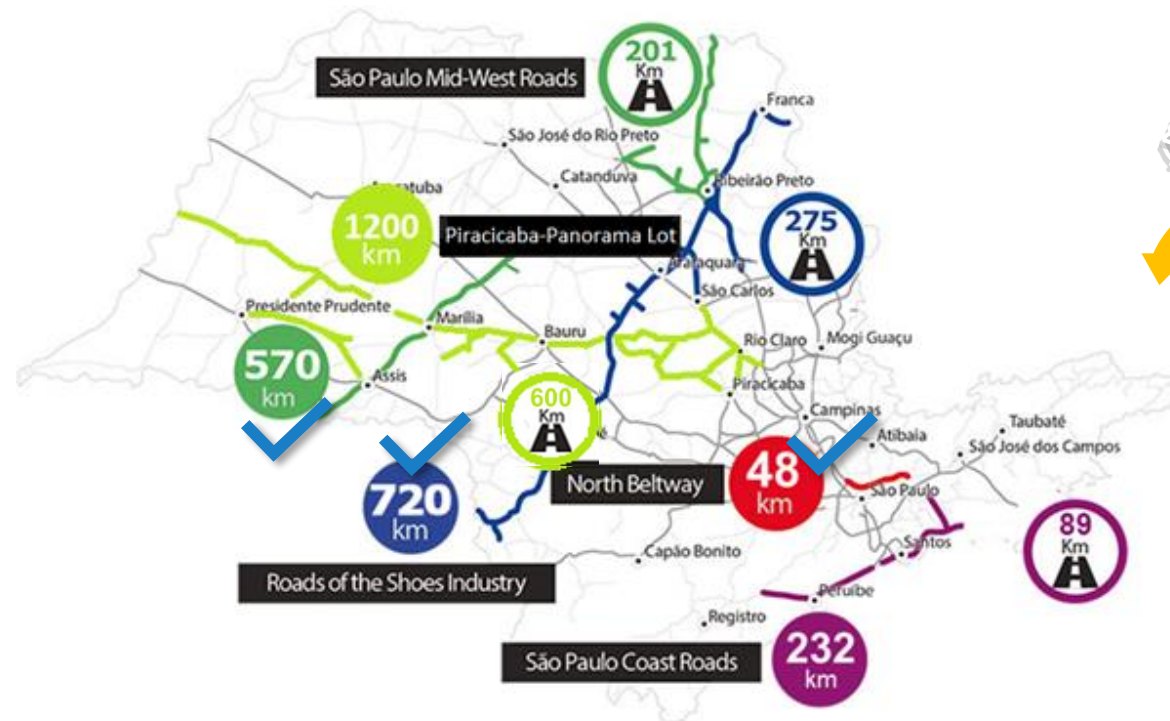 São Paulo Mid-West Roads
201
Km
Franca
São José do Rio Preto
Catanduva
Ribeirão Preto
1200
km
Piracicaba-Panorama Lot
275
Km
Araraquara
São Carlos
Presidente Prudente
Marília
Bauru
Rio Claro
Mogi Guaçu
570
km
Assis
600
Km
Piracicaba
Campinas
Atibaia
Taubaté
São José dos Campos
720
km
North Beltway
48
km
São Paulo
89
Km
Santos
Capão Bonito
Roads of the Shoes Industry
Peruíbe
Registro
São Paulo Coast Roads
232
km